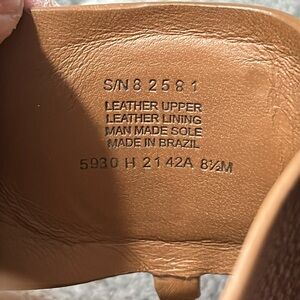 S/N 8 2 5 8 1
LEATHER UPPER
LEATHER LINING
MAN MADE SOLE
MADE IN BRAZIL
5930 H 2142A 8½M